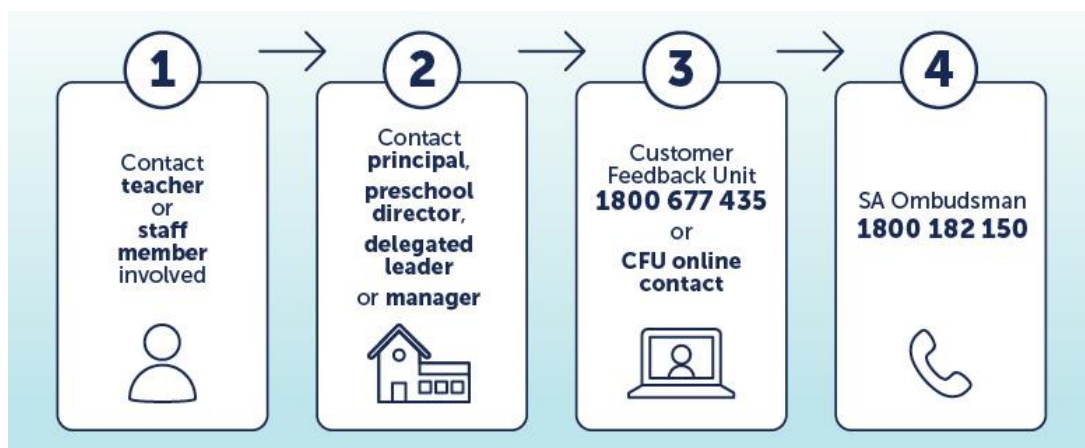 1
Contact
teacher
or
staff
member
involved
2
Contact
principal,
preschool
director,
delegated
leader
or manager
3
Customer
Feedback Unit
1800 677 435
or
CFU online
contact
4
SA Ombudsman
1800 182 150